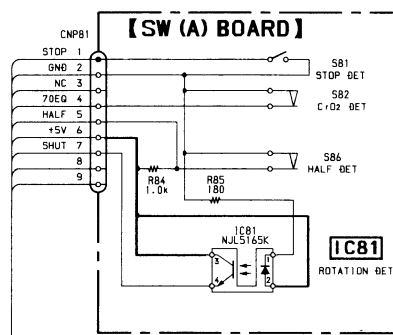 【SW (A) BOARD】
CNP81
STOP 1
GND 2
NC 3
70EQ 4
HALF 5
+5V 6
SHUT 7
8
9
S81
STOP DET
S82
CrO2 DET
S86
HALF DET
R84
1.0k
R85
180
IC81
NJL5165K
3
4
1
2
IC81
ROTATION DET